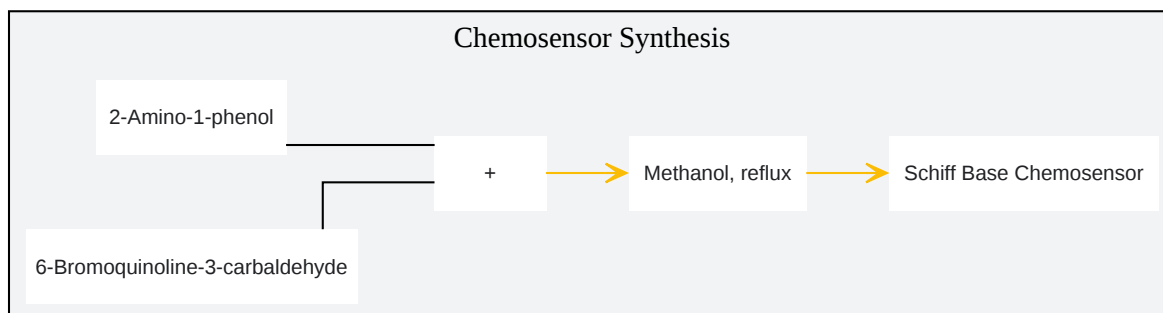 Chemosensor Synthesis
2-Amino-1-phenol
+
Methanol, reflux
Schiff Base Chemosensor
6-Bromoquinoline-3-carbaldehyde